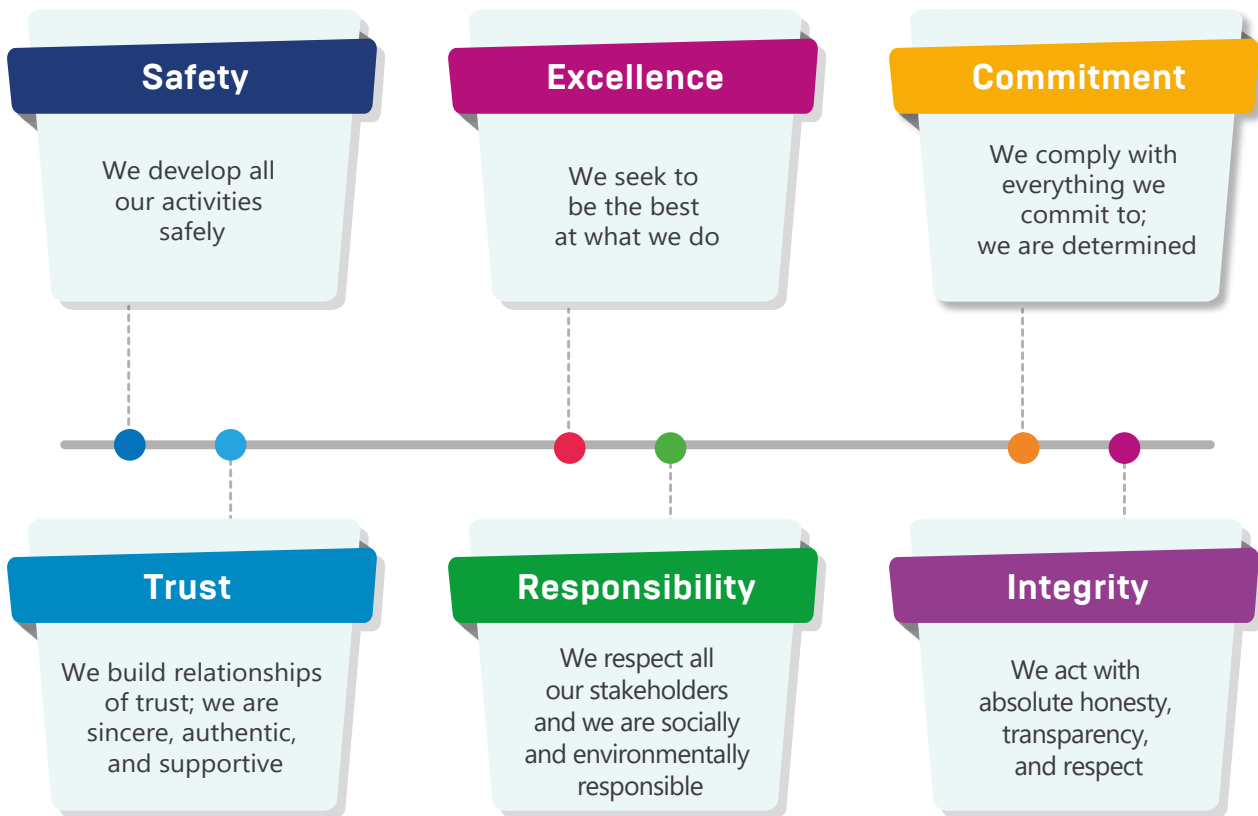 Safety
We develop all
our activities
safely
Excellence
We seek to
be the best
at what we do
Commitment
We comply with
everything we
commit to;
we are determined
Trust
We build relationships
of trust; we are
sincere, authentic,
and supportive
Responsibility
We respect all
our stakeholders
and we are socially
and environmentally
responsible
Integrity
We act with
absolute honesty,
transparency,
and respect